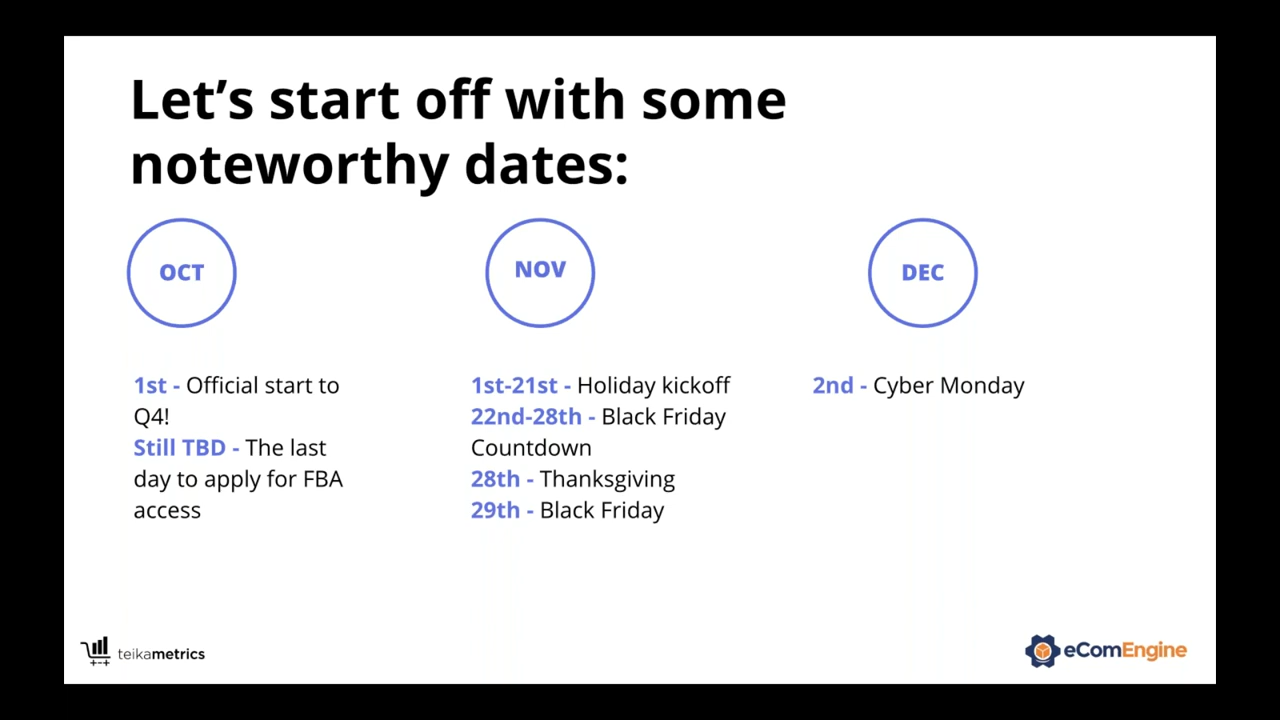 Let's start off with some
noteworthy dates:
OCT
1st - Official start to
Q4!
Still TBD - The last
day to apply for FBA
access
NOV
1st-21st - Holiday kickoff
22nd-28th - Black Friday
Countdown
28th - Thanksgiving
29th - Black Friday
DEC
2nd - Cyber Monday
teikametrics
eComEngine